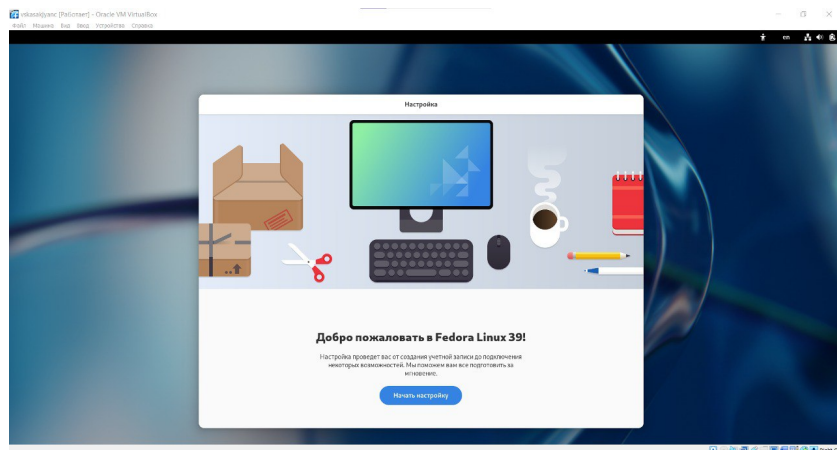 [Работает] - Oracle VM VirtualBox
Файл Машина Вид Ввод Устройства Справка
en
Настройка
Добро пожаловать в Fedora Linux 39!
Настройка проведет вас от создания учетной записи до подключения
некоторых возможностей. Мы поможем вам все подготовить за
мгновение.
Начать настройку